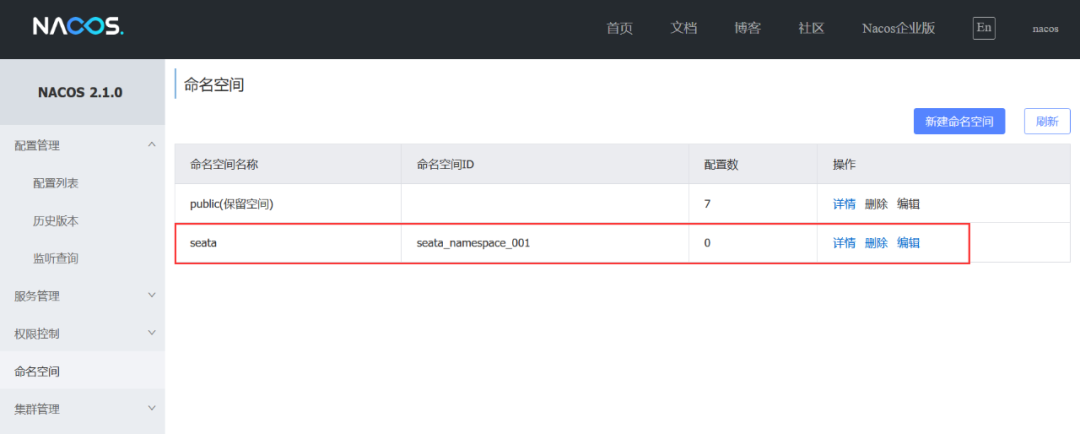 NACOS.
首页 文档 博客 社区 Nacos企业版 En nacos
NACOS 2.1.0
配置管理
配置列表
历史版本
监听查询
服务管理
权限控制
命名空间
集群管理
命名空间
新建命名空间 刷新
命名空间名称 命名空间ID 配置数 操作
public(保留空间) 7 详情 删除 编辑
seata seata_namespace_001 0 详情 删除 编辑